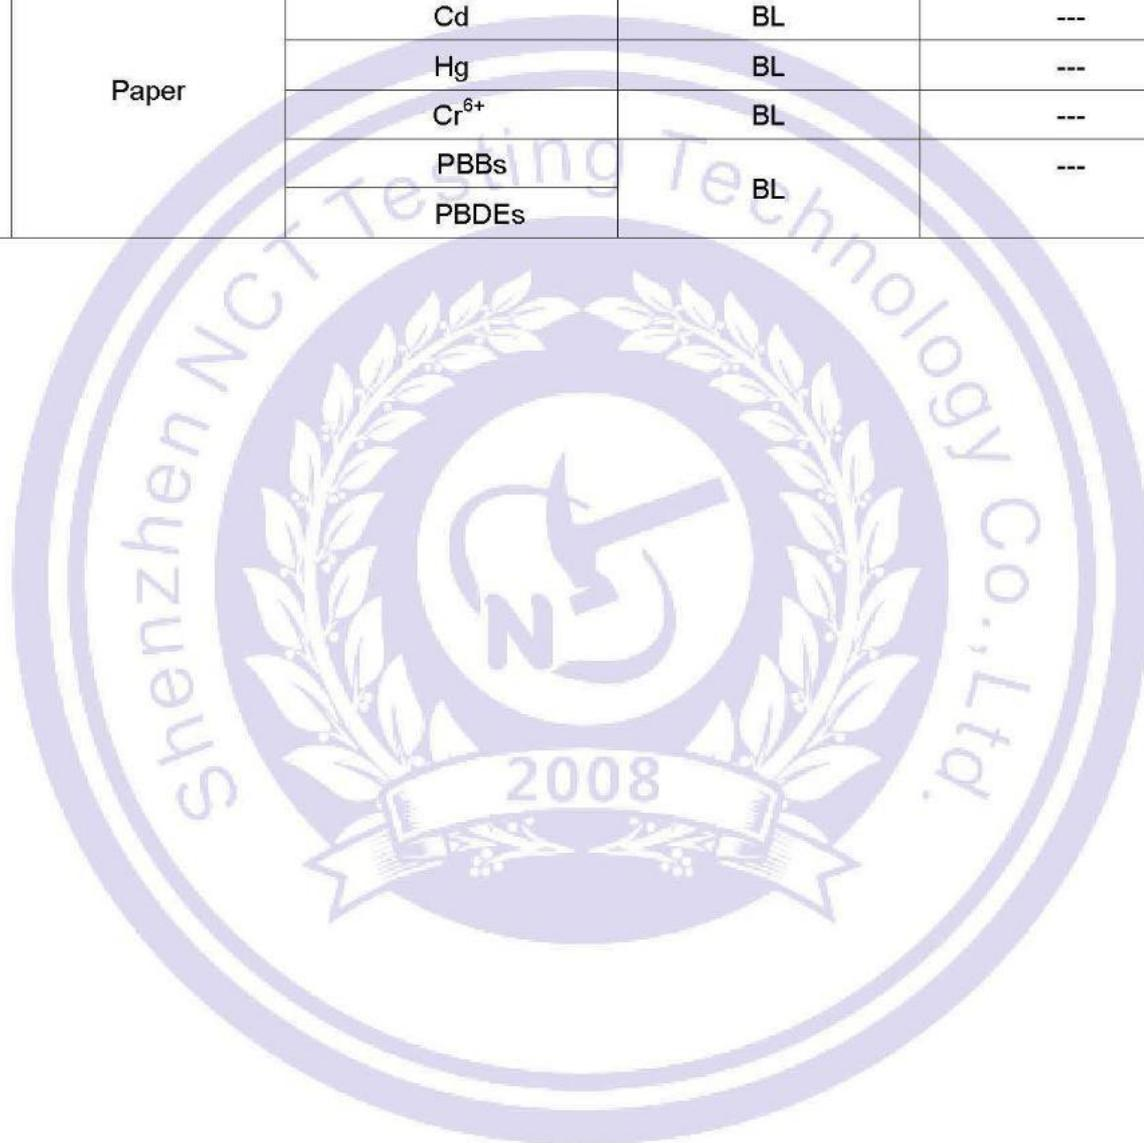 Cd BL ---
Hg BL ---
Paper
Cr6+ BL ---
PBBs ---
BL
PBDEs
Shenzhen NCT Testing Technology Co.,Ltd.
N
2008